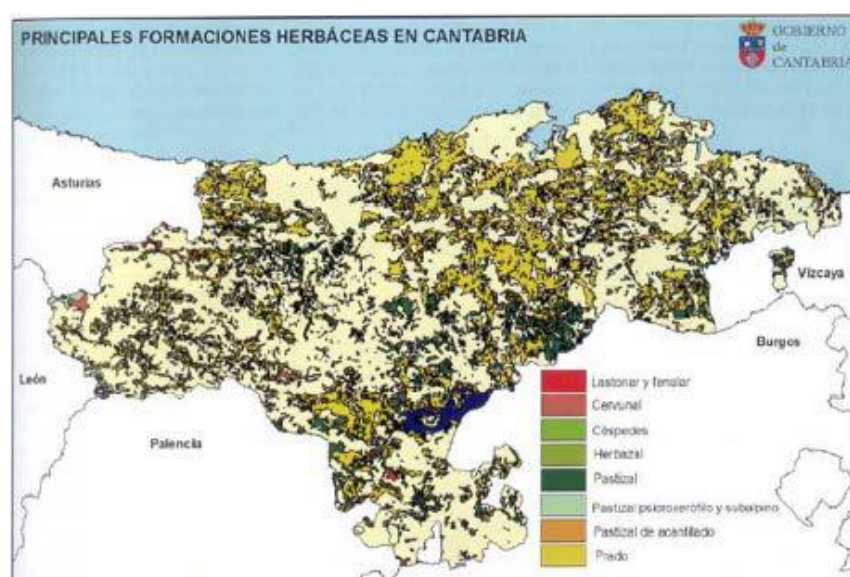 PRINCIPALES FORMACIONES HERBÁCEAS EN CANTABRIA
GOBIERNO
de
CANTABRIA
Asturias
Vizcaya
Burgos
León
Palencia
Lastonar y fenalar
Cervunal
Céspedes
Herbazal
Pastizal
Pastizal psicroxerófilo y subalpino
Pastizal de acantilado
Prado